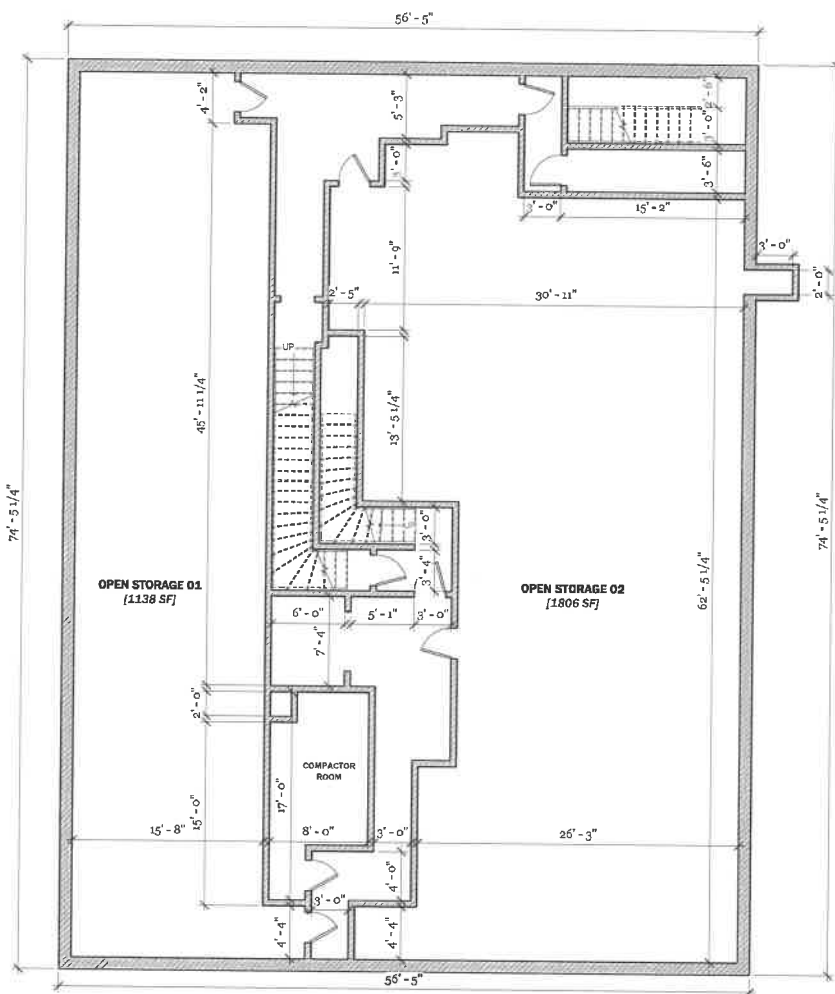 56' - 5"
4' - 2"
5' - 3"
2' - 6"
3' - 0"
3' - 6"
3' - 0"
15' - 2"
3' - 0"
2' - 0"
11' - 9"
2' - 5"
30' - 11"
UP
45' - 11 1/4"
13' - 5 1/4"
74' - 5 1/4"
74' - 5 1/4"
3' - 0"
3' - 4"
OPEN STORAGE 01
[1138 SF]
OPEN STORAGE 02
[1806 SF]
62' - 5 1/4"
6' - 0"
5' - 1"
3' - 0"
7' - 4"
2' - 0"
COMPACTOR
ROOM
17' - 0"
15' - 0"
15' - 8"
8' - 0"
3' - 0"
26' - 3"
4' - 0"
3' - 0"
4' - 4"
4' - 4"
56' - 5"